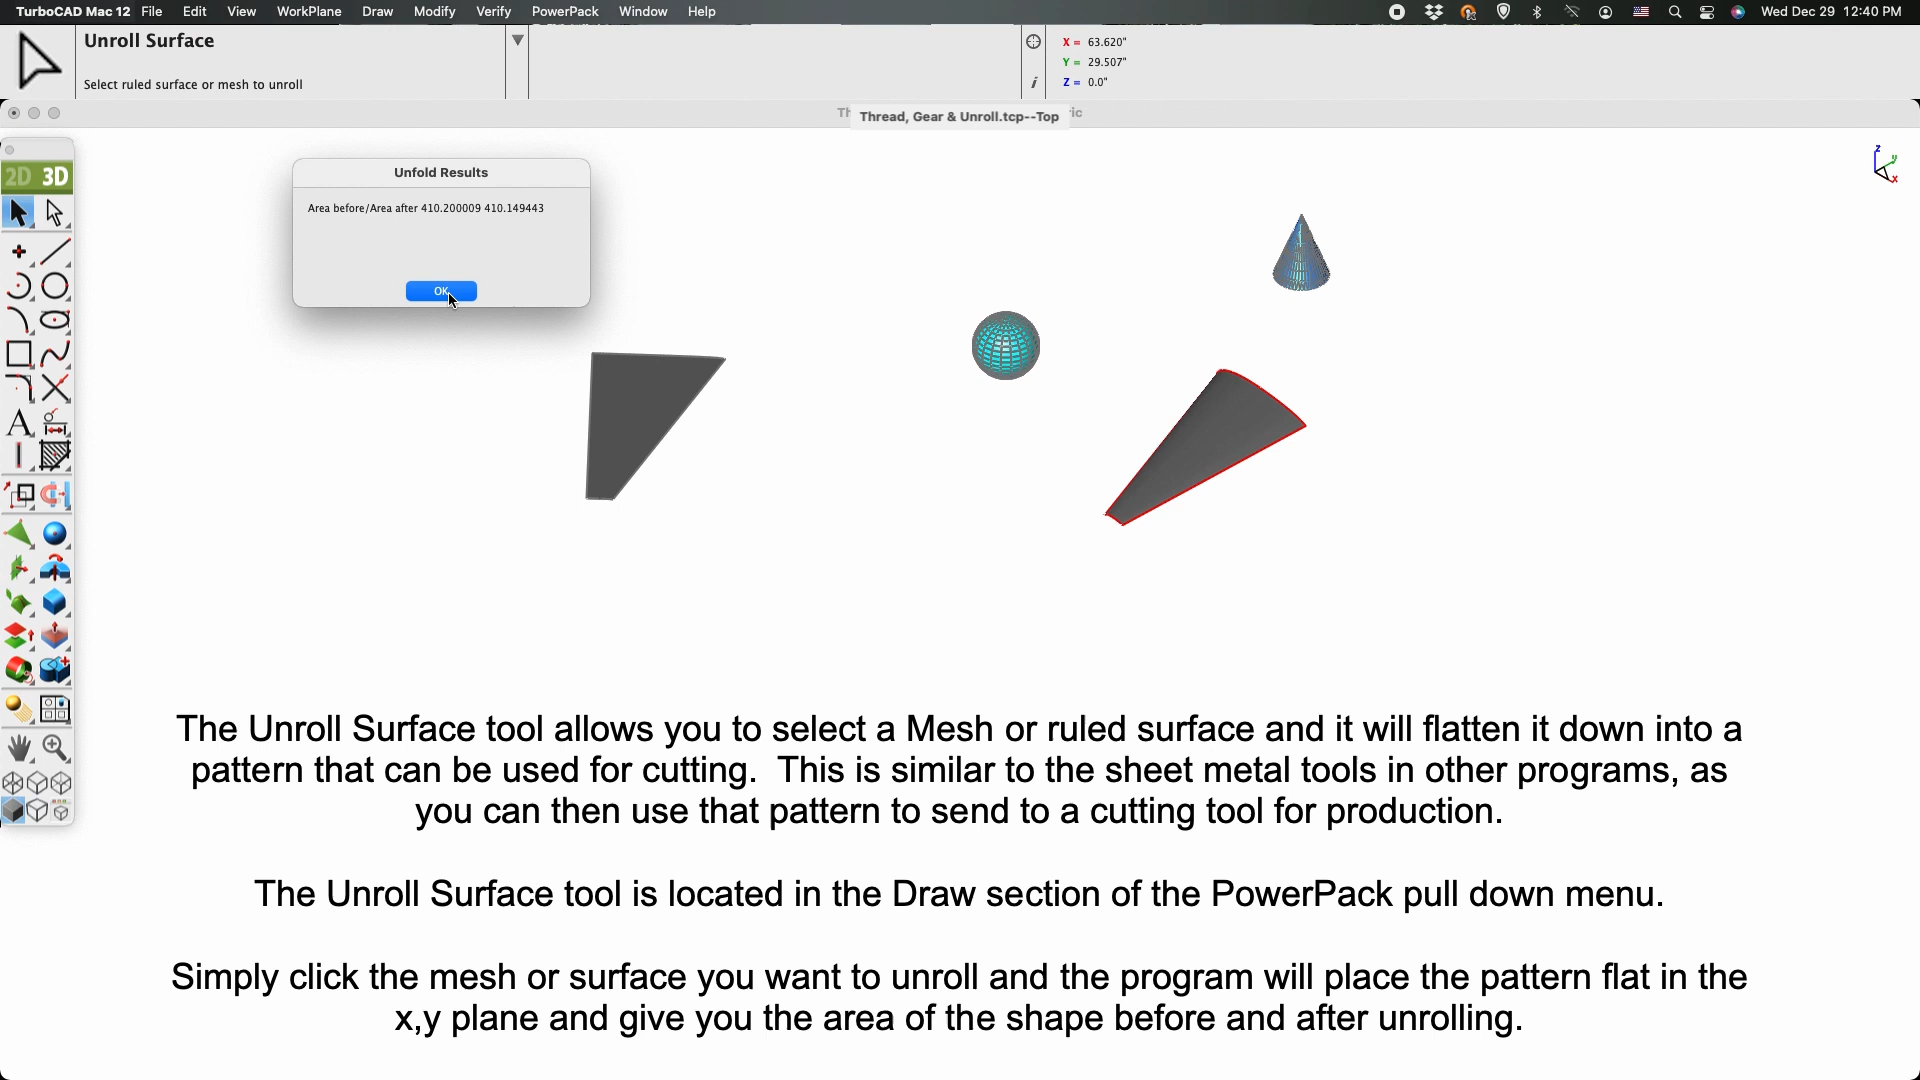 TurboCAD Mac 12 File Edit View WorkPlane Draw Modify Verify PowerPack Window Help Wed Dec 29 12:40 PM
Unroll Surface
Select ruled surface or mesh to unroll
X = 63.620"
Y = 29.507"
Z = 0.0"
i
Thread, Gear & Unroll.tcp--Top
2D 3D
z
y
x
Unfold Results
Area before/Area after 410.200009 410.149443
OK
A
The Unroll Surface tool allows you to select a Mesh or ruled surface and it will flatten it down into a
pattern that can be used for cutting. This is similar to the sheet metal tools in other programs, as
you can then use that pattern to send to a cutting tool for production.
The Unroll Surface tool is located in the Draw section of the PowerPack pull down menu.
Simply click the mesh or surface you want to unroll and the program will place the pattern flat in the
x,y plane and give you the area of the shape before and after unrolling.